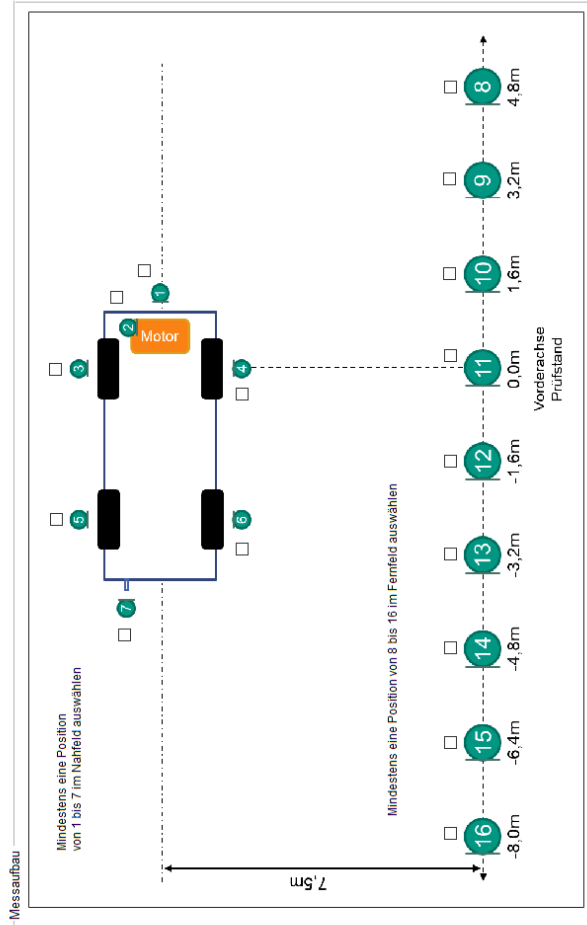 Messaufbau
Mindestens eine Position
von 1 bis 7 im Nahfeld auswählen
1
2
Motor
3
4
5
6
7
7,5m
Mindestens eine Position von 8 bis 16 im Fernfeld auswählen
16
15
14
13
12
11
10
9
8
-8,0m
-6,4m
-4,8m
-3,2m
-1,6m
0,0m
1,6m
3,2m
4,8m
Vorderachse
Prüfstand